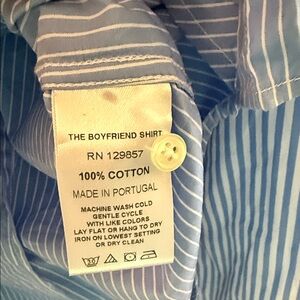 THE BOYFRIEND SHIRT
RN 129857
100% COTTON
MADE IN PORTUGAL
MACHINE WASH COLD
GENTLE CYCLE
WITH LIKE COLORS
LAY FLAT OR HANG TO DRY
IRON ON LOWEST SETTING
OR DRY CLEAN